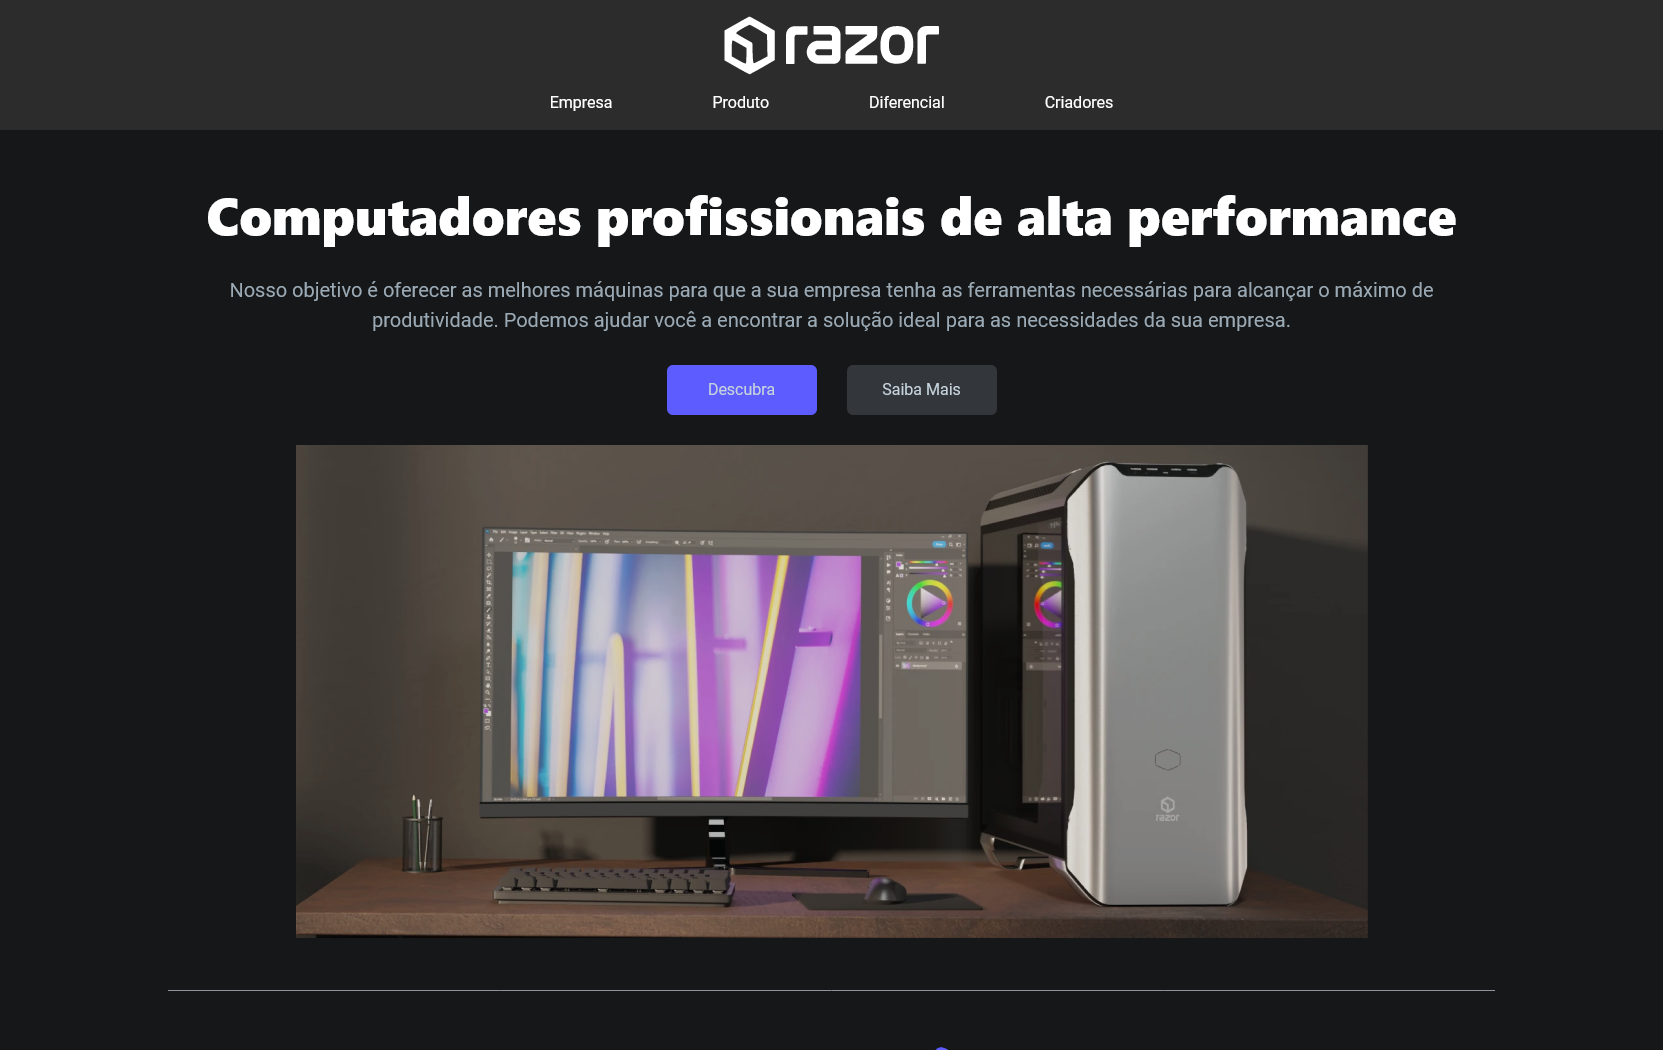 razor
Empresa
Produto
Diferencial
Criadores
Computadores profissionais de alta performance
Nosso objetivo é oferecer as melhores máquinas para que a sua empresa tenha as ferramentas necessárias para alcançar o máximo de
produtividade. Podemos ajudar você a encontrar a solução ideal para as necessidades da sua empresa.
Descubra
Saiba Mais
razor